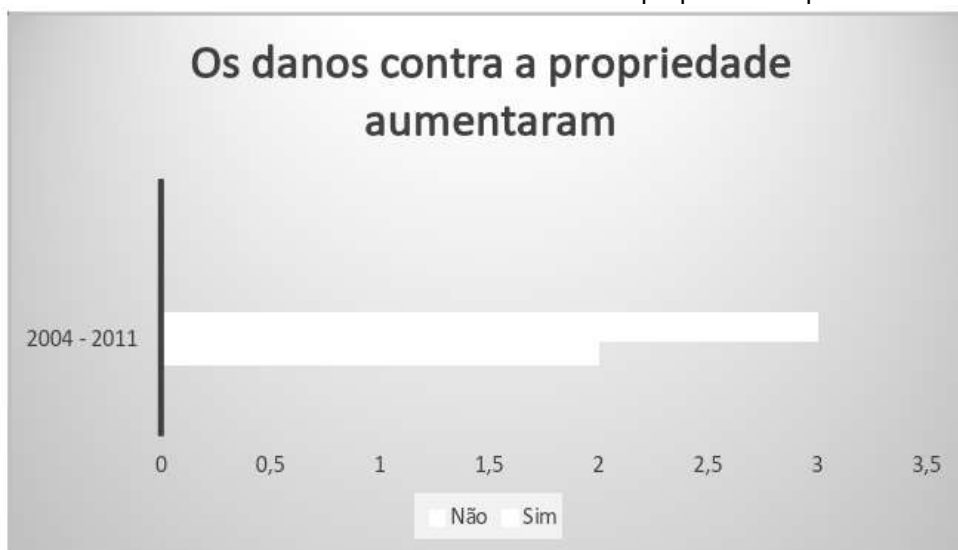 Os danos contra a propriedade
aumentaram
2004 - 2011
0 0,5 1 1,5 2 2,5 3 3,5
Não Sim